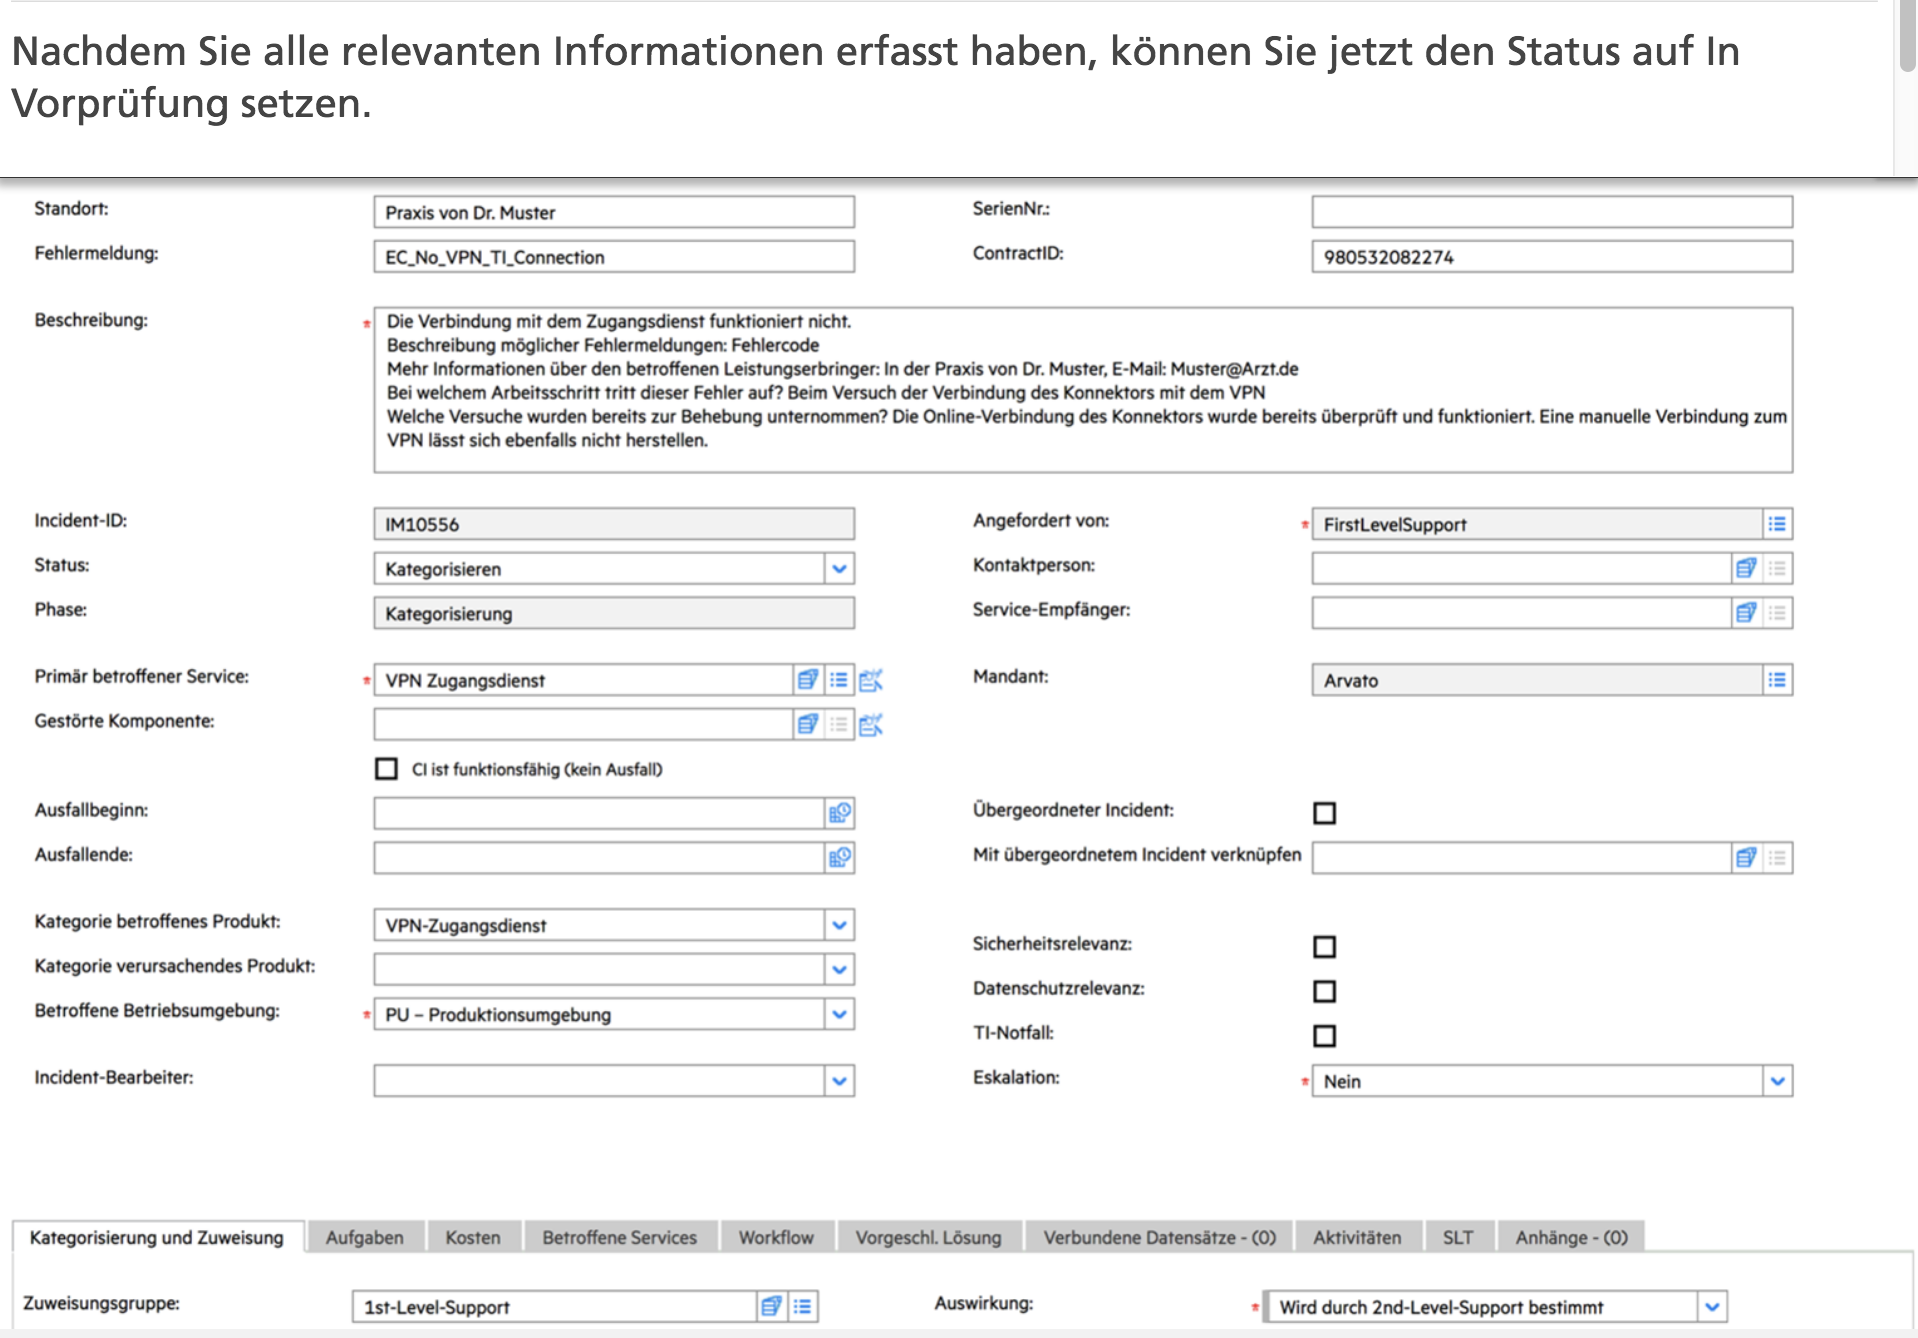 Nachdem Sie alle relevanten Informationen erfasst haben, können Sie jetzt den Status auf In
Vorprüfung setzen.
Standort: Praxis von Dr. Muster SerienNr.:
Fehlermeldung: EC_No_VPN_TI_Connection ContractID: 980532082274
Beschreibung: * Die Verbindung mit dem Zugangsdienst funktioniert nicht.
Beschreibung möglicher Fehlermeldungen: Fehlercode
Mehr Informationen über den betroffenen Leistungserbringer: In der Praxis von Dr. Muster, E-Mail: Muster@Arzt.de
Bei welchem Arbeitsschritt tritt dieser Fehler auf? Beim Versuch der Verbindung des Konnektors mit dem VPN
Welche Versuche wurden bereits zur Behebung unternommen? Die Online-Verbindung des Konnektors wurde bereits überprüft und funktioniert. Eine manuelle Verbindung zum
VPN lässt sich ebenfalls nicht herstellen.
Incident-ID: IM10556 Angefordert von: * FirstLevelSupport
Status: Kategorisieren Kontaktperson:
Phase: Kategorisierung Service-Empfänger:
Primär betroffener Service: * VPN Zugangsdienst Mandant: Arvato
Gestörte Komponente:
CI ist funktionsfähig (kein Ausfall)
Ausfallbeginn: Übergeordneter Incident:
Ausfallende: Mit übergeordnetem Incident verknüpfen
Kategorie betroffenes Produkt: VPN-Zugangsdienst
Sicherheitsrelevanz:
Kategorie verursachendes Produkt:
Datenschutzrelevanz:
Betroffene Betriebsumgebung: * PU – Produktionsumgebung
TI-Notfall:
Incident-Bearbeiter: Eskalation: * Nein
Kategorisierung und Zuweisung Aufgaben Kosten Betroffene Services Workflow Vorgeschl. Lösung Verbundene Datensätze - (0) Aktivitäten SLT Anhänge - (0)
Zuweisungsgruppe: 1st-Level-Support Auswirkung: * Wird durch 2nd-Level-Support bestimmt